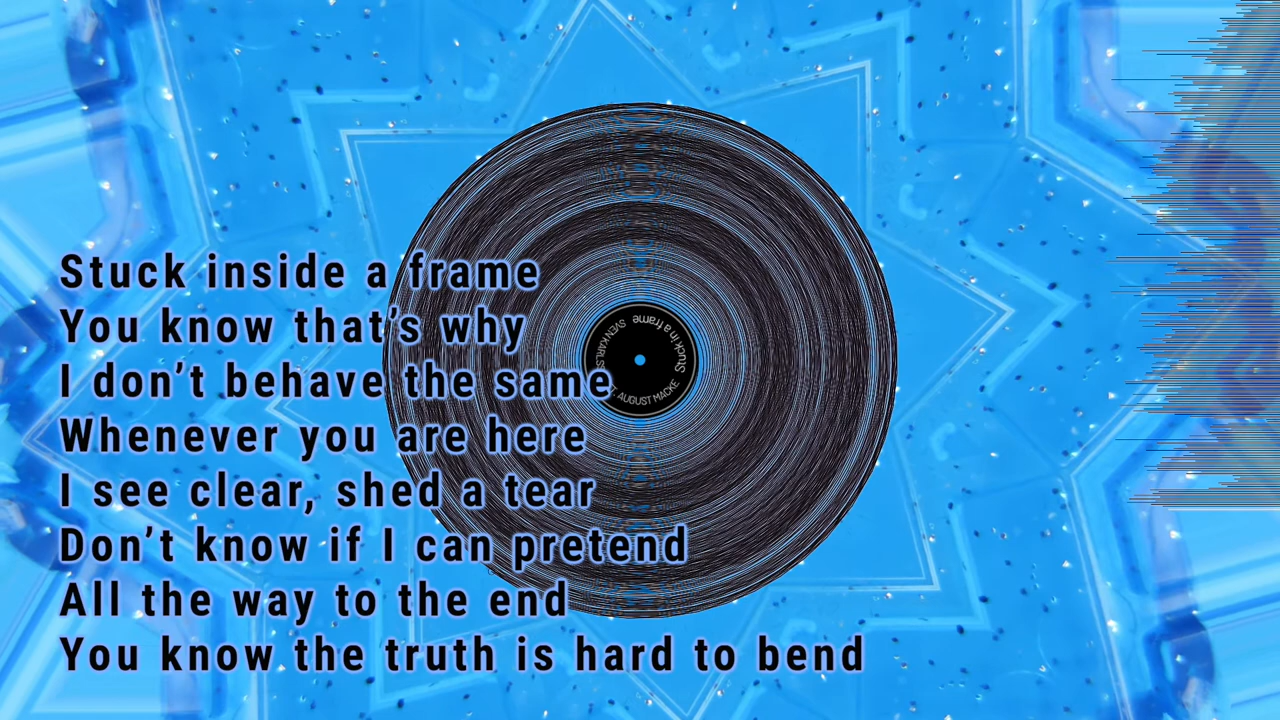 Stuck inside a frame
You know that’s why
I don’t behave the same
Whenever you are here
I see clear, shed a tear
Don’t know if I can pretend
All the way to the end
You know the truth is hard to bend
Stuck in a frame
AUGUST MACKE